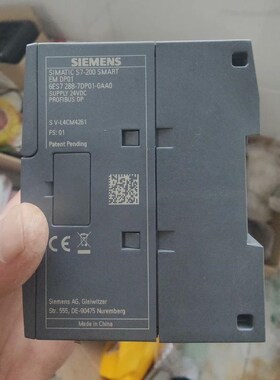 SIEMENS
SIMATIC S7-200 SMART
EM DP01
6ES7 288-7DP01-0AA0
SUPPLY 24VDC
PROFIBUS DP
S V-L4CM4261
FS: 01
Patent Pending
CE
Siemens AG, Gleiwitzer
Str. 555, DE-90475 Nuremberg
Made in China